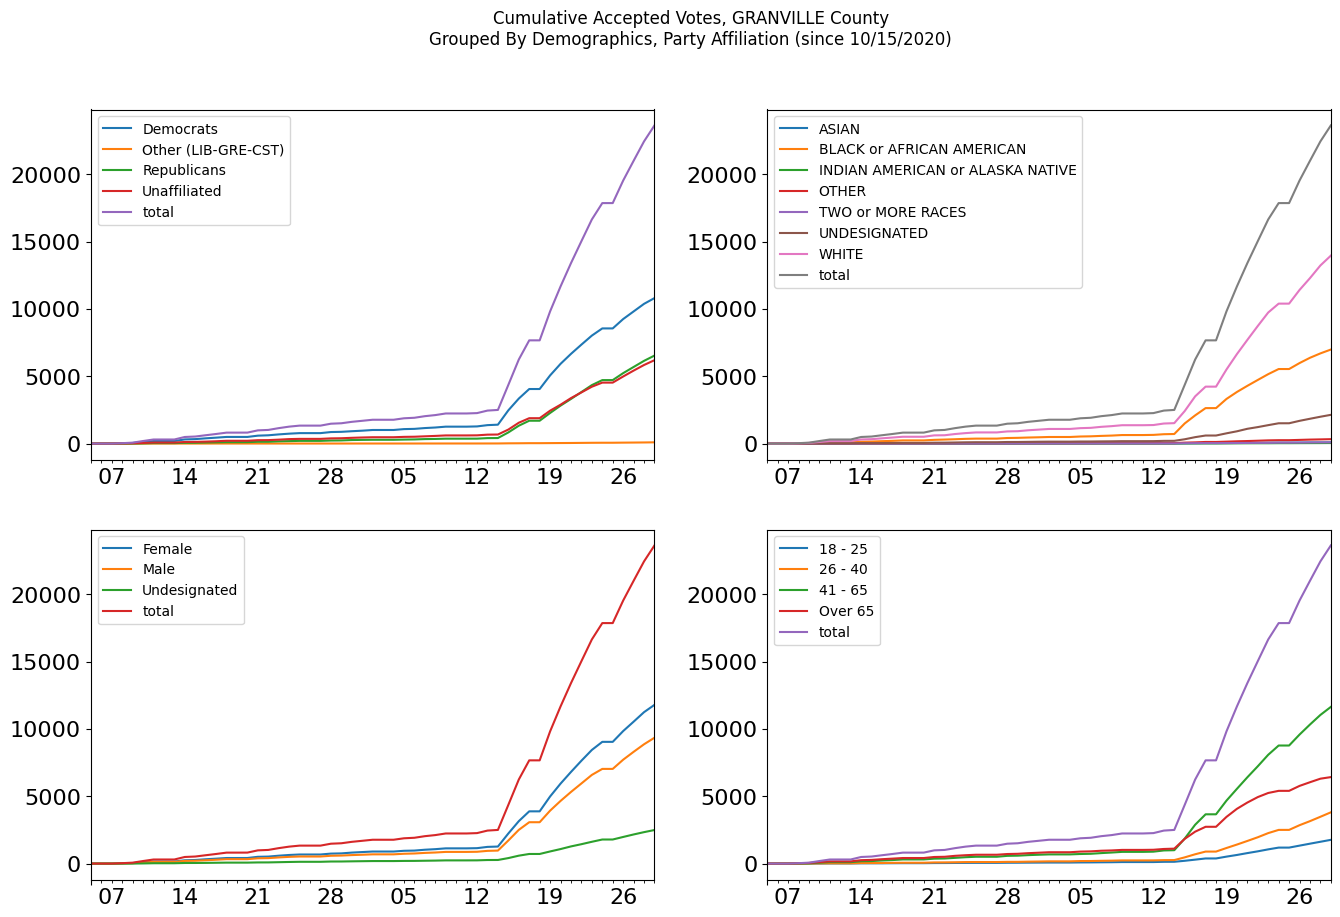 Cumulative Accepted Votes, GRANVILLE County
Grouped By Demographics, Party Affiliation (since 10/15/2020)
Democrats
Other (LIB-GRE-CST)
Republicans
Unaffiliated
total
20000
15000
10000
5000
0
07 14 21 28 05 12 19 26
ASIAN
BLACK or AFRICAN AMERICAN
INDIAN AMERICAN or ALASKA NATIVE
OTHER
TWO or MORE RACES
UNDESIGNATED
WHITE
total
20000
15000
10000
5000
0
07 14 21 28 05 12 19 26
Female
Male
Undesignated
total
20000
15000
10000
5000
0
07 14 21 28 05 12 19 26
18 - 25
26 - 40
41 - 65
Over 65
total
20000
15000
10000
5000
0
07 14 21 28 05 12 19 26